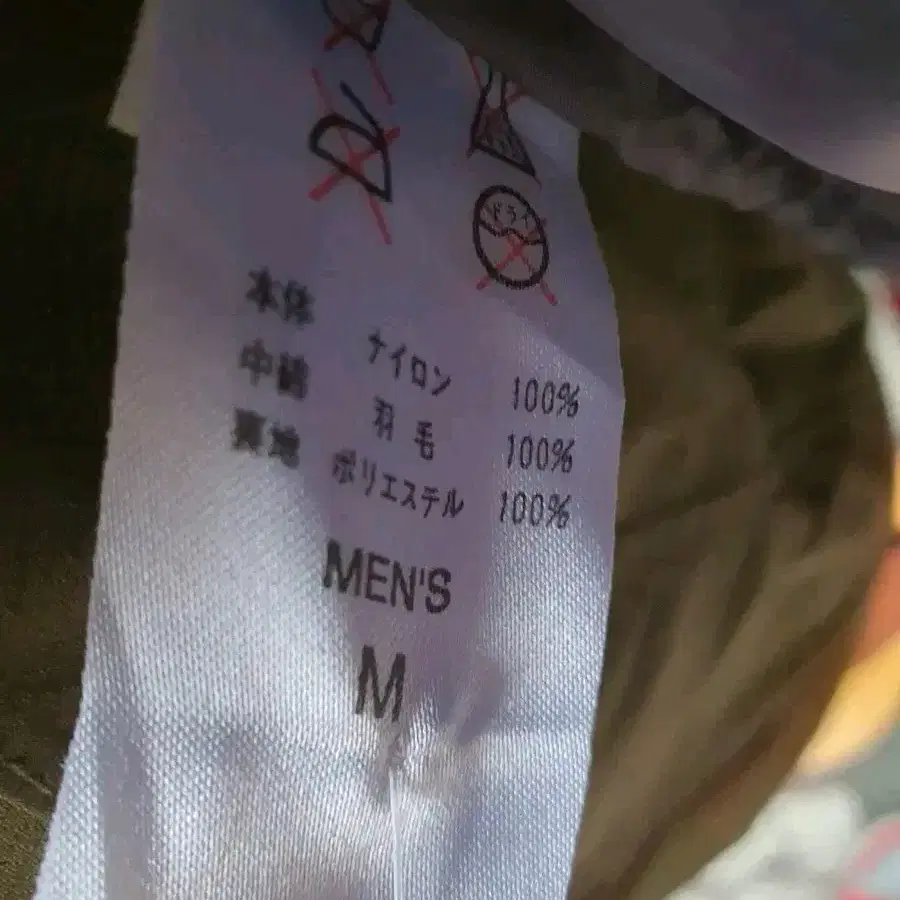 ドライ
本体 ナイロン 100%
中綿 羽毛 100%
裏地 ポリエステル 100%
MEN'S
M